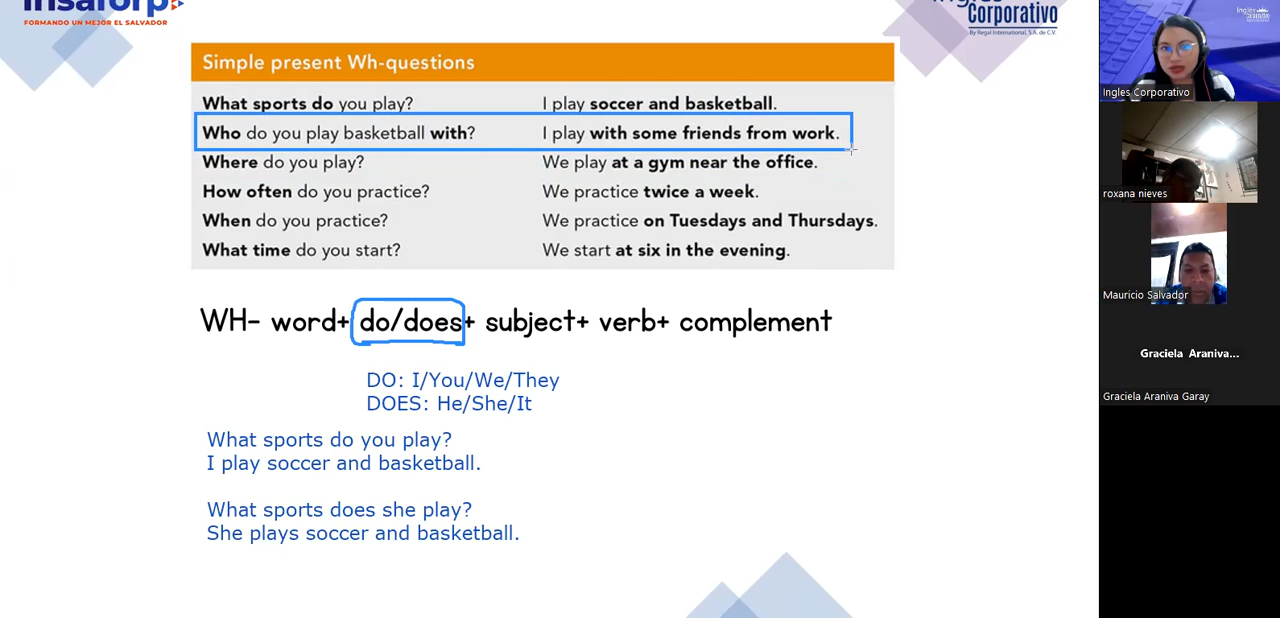 FORMANDO UN MEJOR EL SALVADOR
Corporativo
By Regal International, S.A. de C.V.
Simple present Wh-questions
What sports do you play? I play soccer and basketball.
Who do you play basketball with? I play with some friends from work.
Where do you play? We play at a gym near the office.
How often do you practice? We practice twice a week.
When do you practice? We practice on Tuesdays and Thursdays.
What time do you start? We start at six in the evening.
WH- word+ do/does+ subject+ verb+ complement
DO: I/You/We/They
DOES: He/She/It
What sports do you play?
I play soccer and basketball.
What sports does she play?
She plays soccer and basketball.
Ingles Corporativo
roxana nieves
Mauricio Salvador
Graciela Araniva...
Graciela Araniva Garay